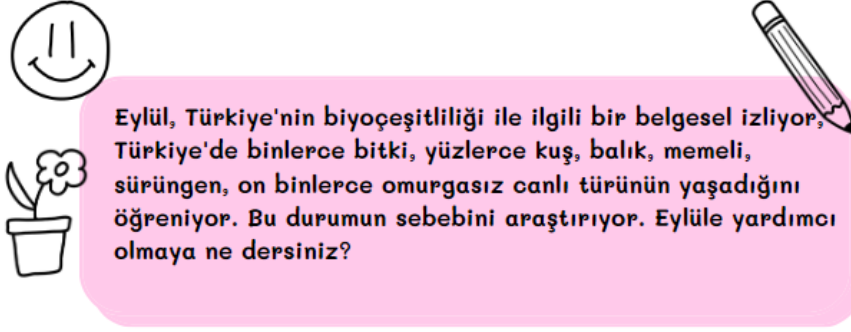 Eylül, Türkiye'nin biyoçeşitliliği ile ilgili bir belgesel izliyor,
Türkiye'de binlerce bitki, yüzlerce kuş, balık, memeli,
sürüngen, on binlerce omurgasız canlı türünün yaşadığını
öğreniyor. Bu durumun sebebini araştırıyor. Eylüle yardımcı
olmaya ne dersiniz?